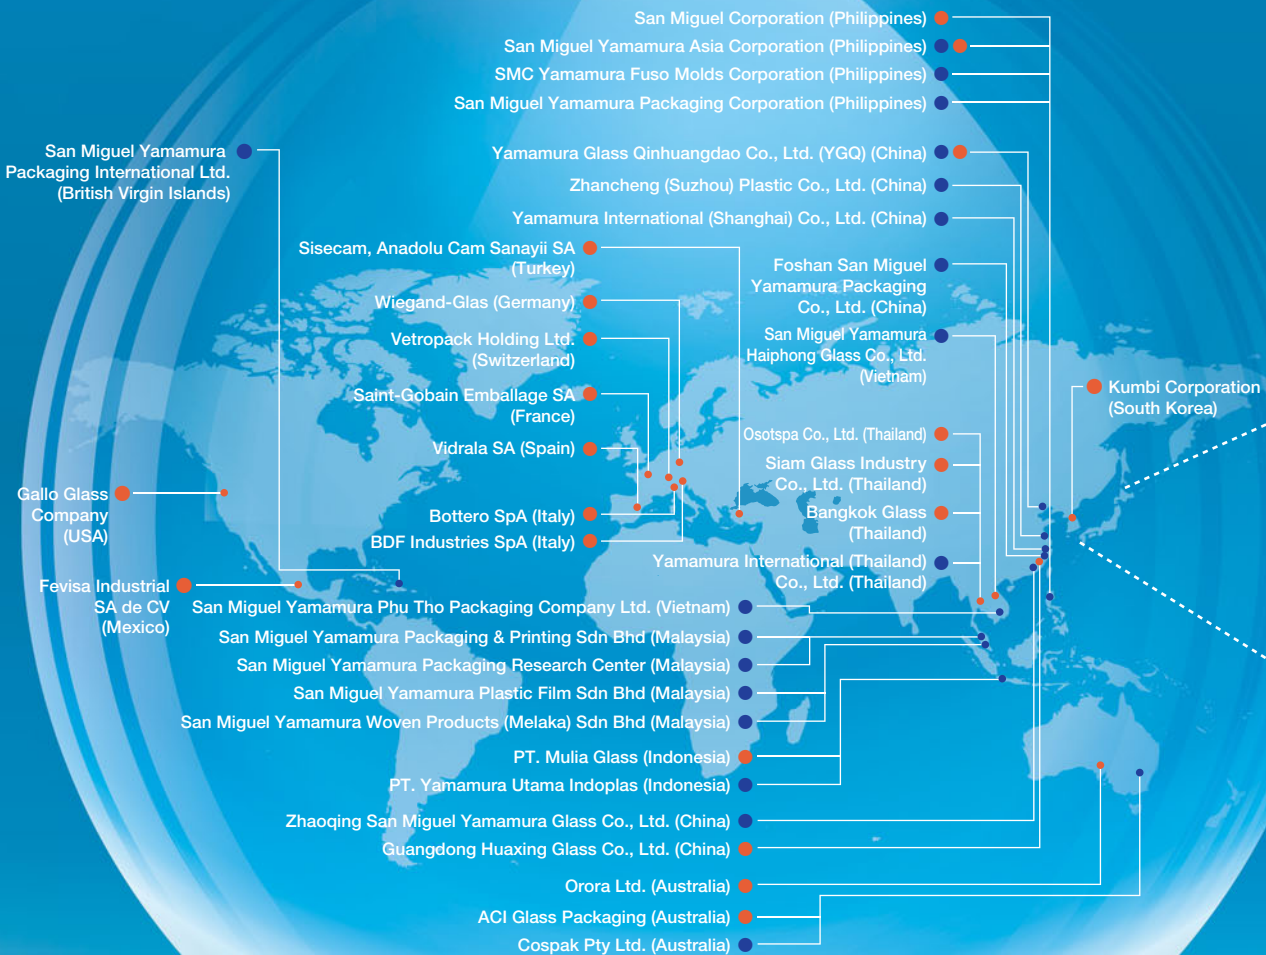 San Miguel Corporation (Philippines)
San Miguel Yamamura Asia Corporation (Philippines)
SMC Yamamura Fuso Molds Corporation (Philippines)
San Miguel Yamamura Packaging Corporation (Philippines)
San Miguel Yamamura
Packaging International Ltd.
(British Virgin Islands)
Yamamura Glass Qinhuangdao Co., Ltd. (YGQ) (China)
Zhancheng (Suzhou) Plastic Co., Ltd. (China)
Yamamura International (Shanghai) Co., Ltd. (China)
Sisecam, Anadolu Cam Sanayii SA
(Turkey)
Foshan San Miguel
Yamamura Packaging
Co., Ltd. (China)
Wiegand-Glas (Germany)
Vetropack Holding Ltd.
(Switzerland)
San Miguel Yamamura
Haiphong Glass Co., Ltd.
(Vietnam)
Saint-Gobain Emballage SA
(France)
Kumbi Corporation
(South Korea)
Vidrala SA (Spain)
Osotspa Co., Ltd. (Thailand)
Siam Glass Industry
Co., Ltd. (Thailand)
Gallo Glass
Company
(USA)
Bottero SpA (Italy)
BDF Industries SpA (Italy)
Bangkok Glass
(Thailand)
Yamamura International (Thailand)
Co., Ltd. (Thailand)
Fevisa Industrial
SA de CV
(Mexico)
San Miguel Yamamura Phu Tho Packaging Company Ltd. (Vietnam)
San Miguel Yamamura Packaging & Printing Sdn Bhd (Malaysia)
San Miguel Yamamura Packaging Research Center (Malaysia)
San Miguel Yamamura Plastic Film Sdn Bhd (Malaysia)
San Miguel Yamamura Woven Products (Melaka) Sdn Bhd (Malaysia)
PT. Mulia Glass (Indonesia)
PT. Yamamura Utama Indoplas (Indonesia)
Zhaoqing San Miguel Yamamura Glass Co., Ltd. (China)
Guangdong Huaxing Glass Co., Ltd. (China)
Orora Ltd. (Australia)
ACI Glass Packaging (Australia)
Cospak Pty Ltd. (Australia)